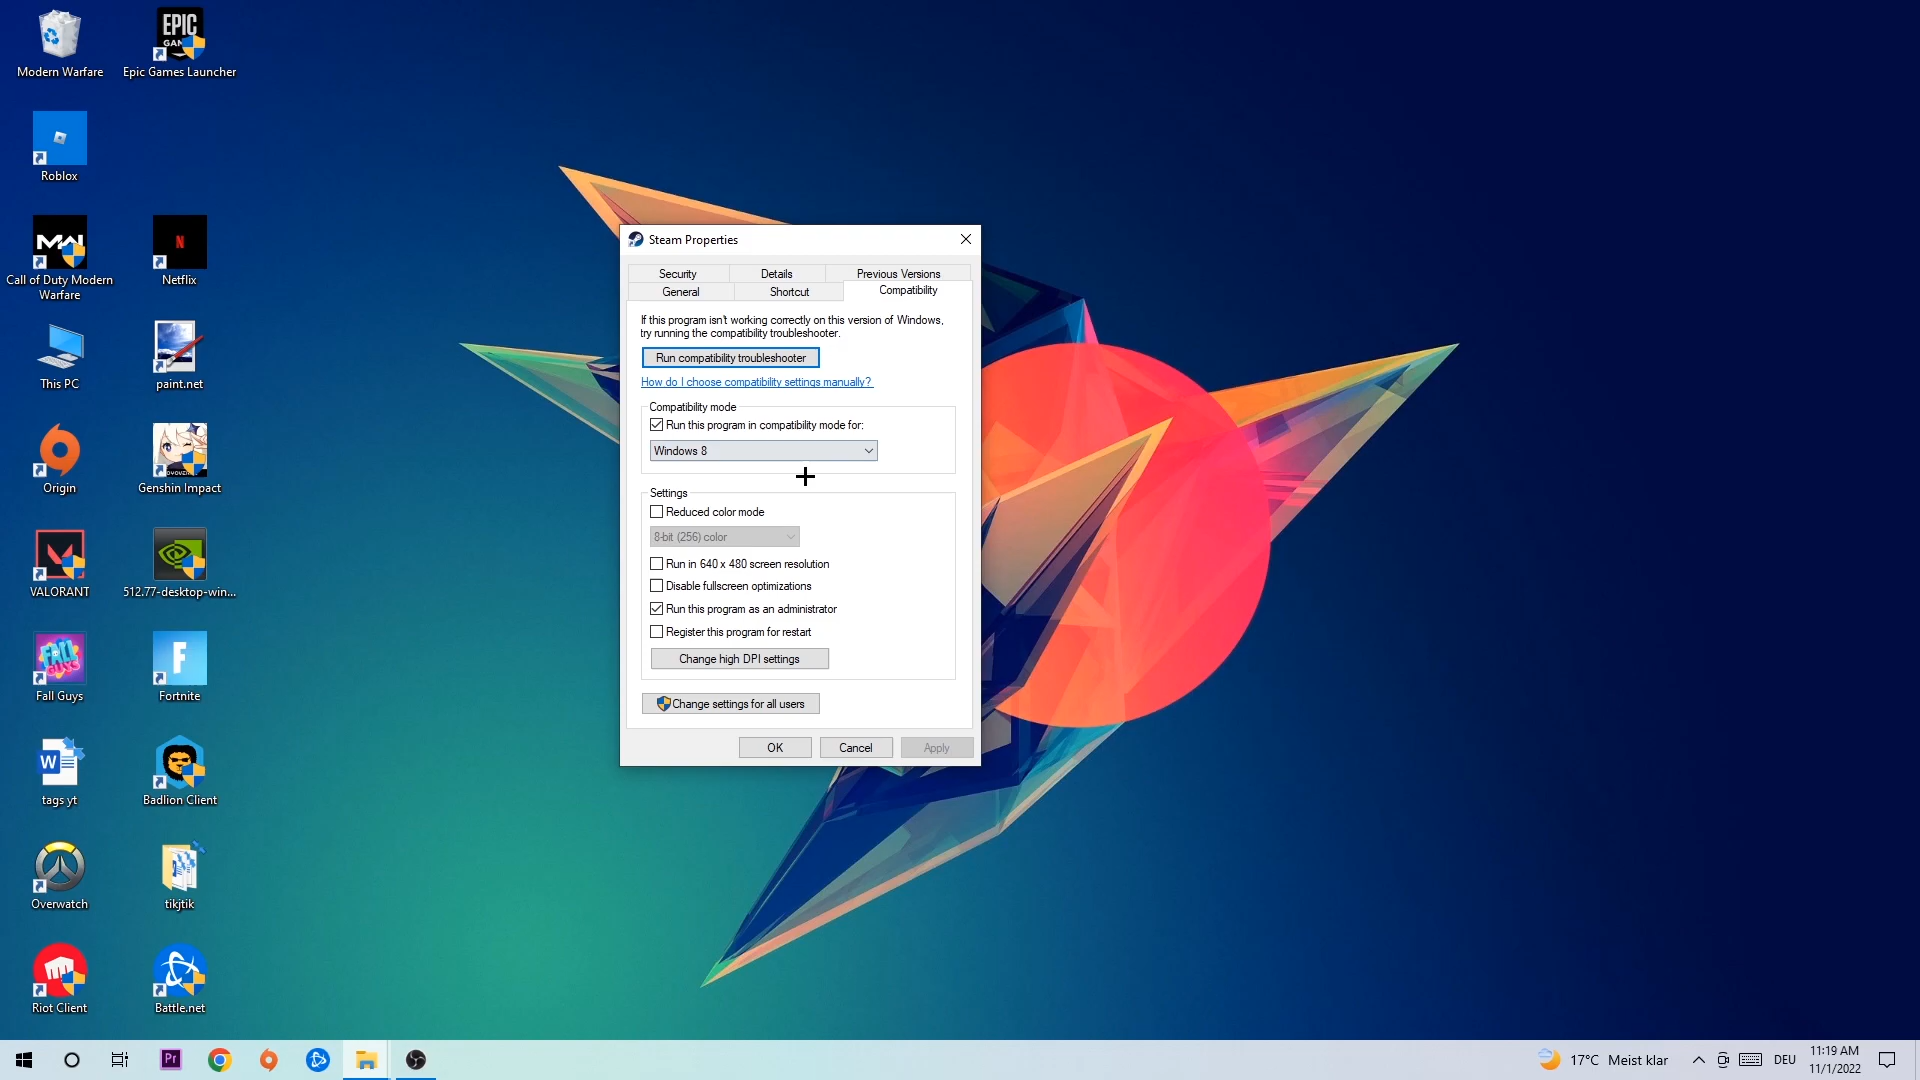 Modern Warfare
EPIC
GAMES
Epic Games Launcher
Roblox
MW
Call of Duty Modern
Warfare
N
Netflix
This PC
paint.net
Origin
Genshin Impact
VALORANT
512.77-desktop-win...
FALL
GUYS
Fall Guys
F
Fortnite
W
tags yt
Badlion Client
Overwatch
tikjtik
Riot Client
Battle.net
Steam Properties
Security
Details
Previous Versions
General
Shortcut
Compatibility
If this program isn't working correctly on this version of Windows,
try running the compatibility troubleshooter.
Run compatibility troubleshooter
How do I choose compatibility settings manually?
Compatibility mode
Run this program in compatibility mode for:
Windows 8
Settings
Reduced color mode
8-bit (256) color
Run in 640 x 480 screen resolution
Disable fullscreen optimizations
Run this program as an administrator
Register this program for restart
Change high DPI settings
Change settings for all users
OK
Cancel
Apply
Pr
17°C Meist klar
DEU
11:19 AM
11/1/2022